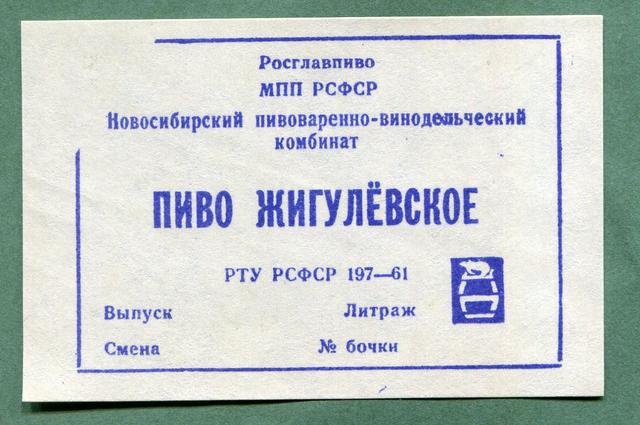 Росглавпиво
МПП РСФСР
Новосибирский пивоваренно-винодельческий
комбинат
ПИВО ЖИГУЛЁВСКОЕ
РТУ РСФСР 197—61
Выпуск Литраж
Смена № бочки